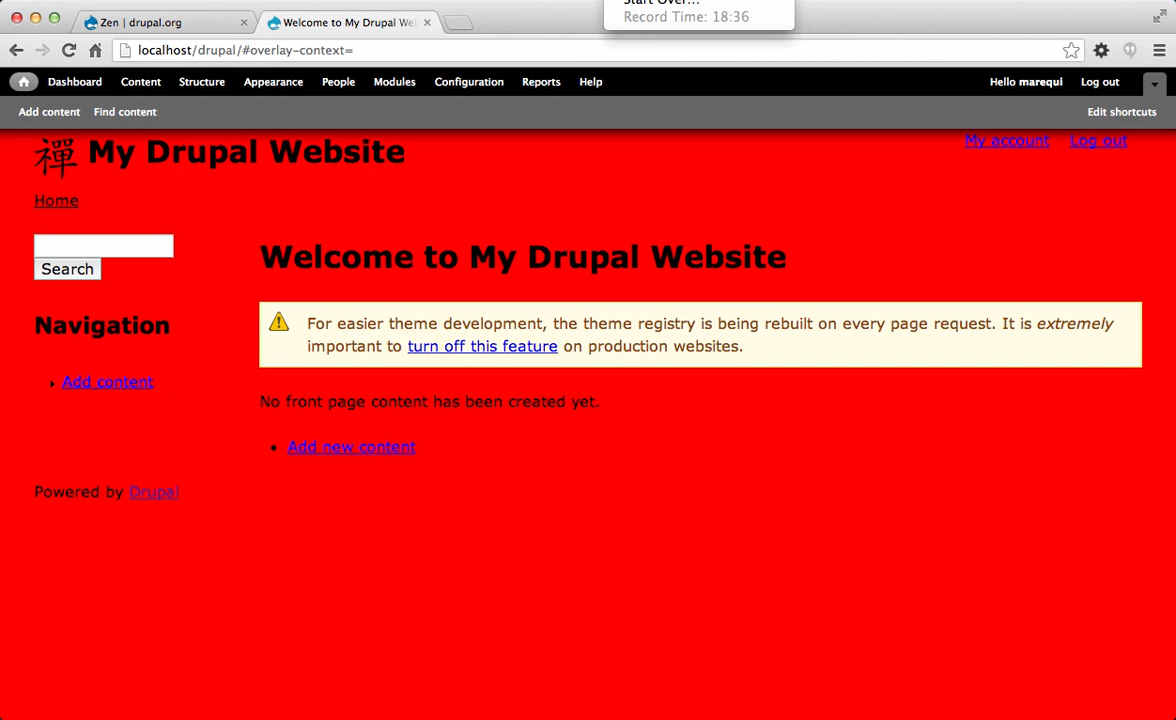 Start Over...
Record Time: 18:36
Zen | drupal.org
Welcome to My Drupal We
localhost/drupal/#overlay-context=
Dashboard Content Structure Appearance People Modules Configuration Reports Help Hello marequi Log out
Add content Find content Edit shortcuts
禪 My Drupal Website
My account Log out
Home
Search
Welcome to My Drupal Website
Navigation
For easier theme development, the theme registry is being rebuilt on every page request. It is extremely
important to turn off this feature on production websites.
Add content
No front page content has been created yet.
Add new content
Powered by Drupal